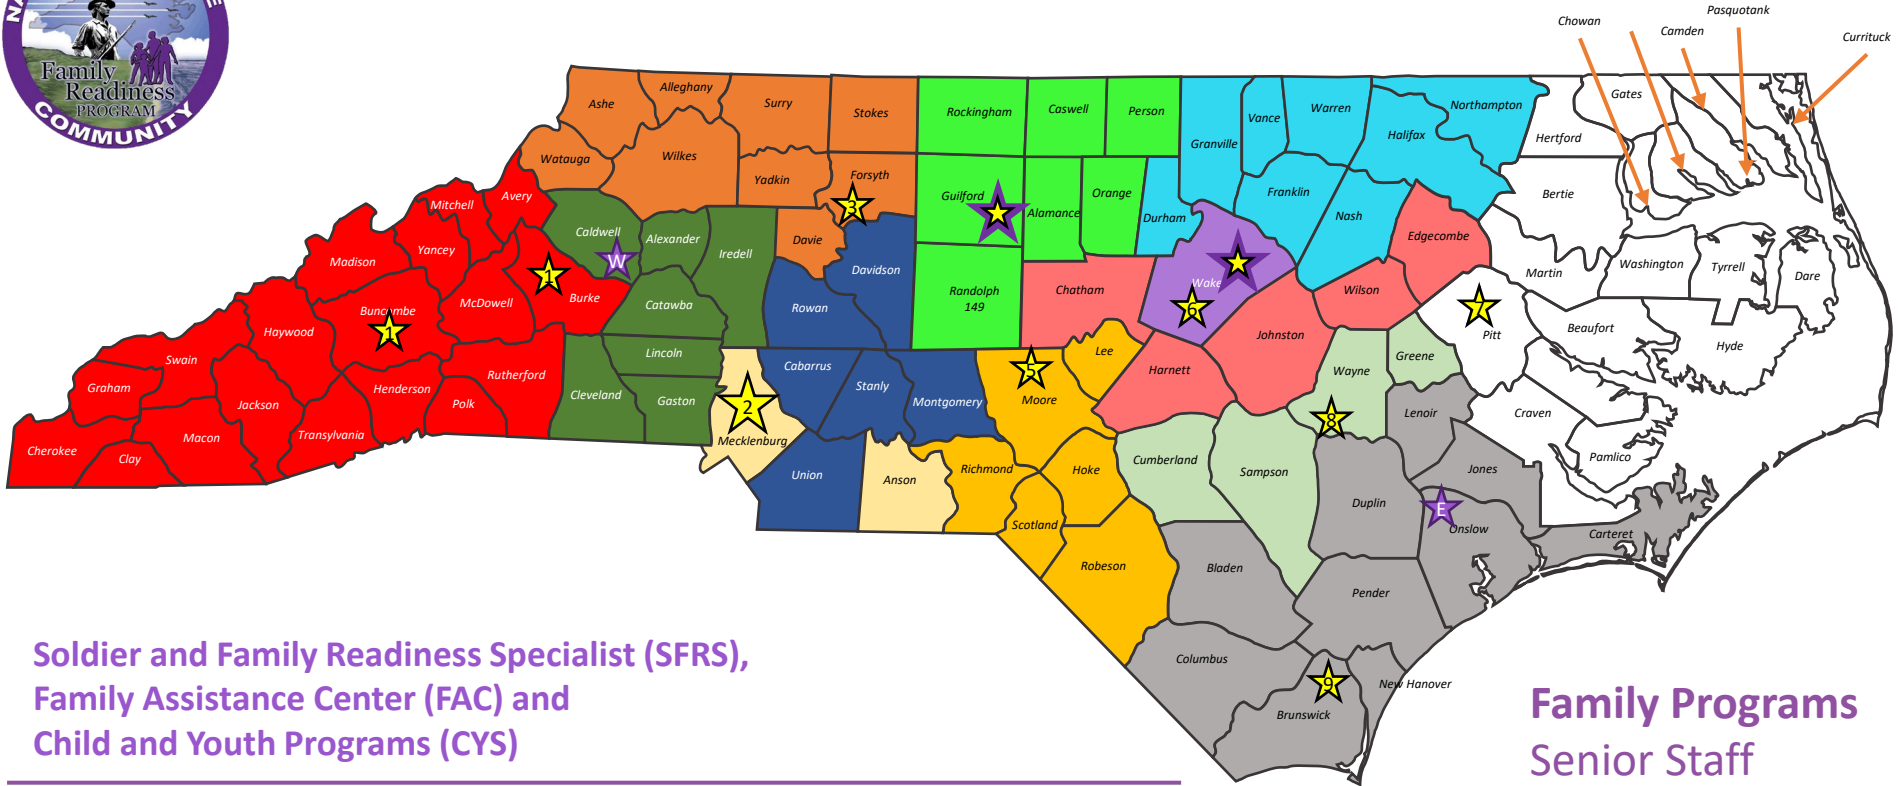 Family
Readiness
PROGRAM
COMMUNITY
Chowan
Pasquotank
Camden
Currituck
Ashe
Alleghany
Surry
Stokes
Rockingham
Caswell
Person
Granville
Vance
Warren
Northampton
Halifax
Gates
Hertford
Watauga
Wilkes
Yadkin
Forsyth
3
Guilford
Alamance
Orange
Durham
Franklin
Nash
Bertie
Avery
Mitchell
Yancey
Madison
Caldwell
W
Alexander
Iredell
Davie
Davidson
Edgecombe
Martin
Washington
Tyrrell
Dare
Buncombe
1
McDowell
1
Burke
Catawba
Rowan
Randolph
149
Chatham
Wake
6
Wilson
7
Pitt
Beaufort
Hyde
Haywood
Swain
Graham
Jackson
Henderson
Rutherford
Polk
Lincoln
Cleveland
Gaston
Cabarrus
Stanly
Montgomery
2
Mecklenburg
5
Moore
Lee
Harnett
Johnston
Wayne
Greene
8
Lenoir
Craven
Pamlico
Cherokee
Clay
Macon
Transylvania
Union
Anson
Richmond
Hoke
Scotland
Cumberland
Sampson
Duplin
Jones
E
Onslow
Carteret
Robeson
Bladen
Pender
Columbus
9
New Hanover
Brunswick
Soldier and Family Readiness Specialist (SFRS),
Family Assistance Center (FAC) and
Child and Youth Programs (CYS)
Family Programs
Senior Staff